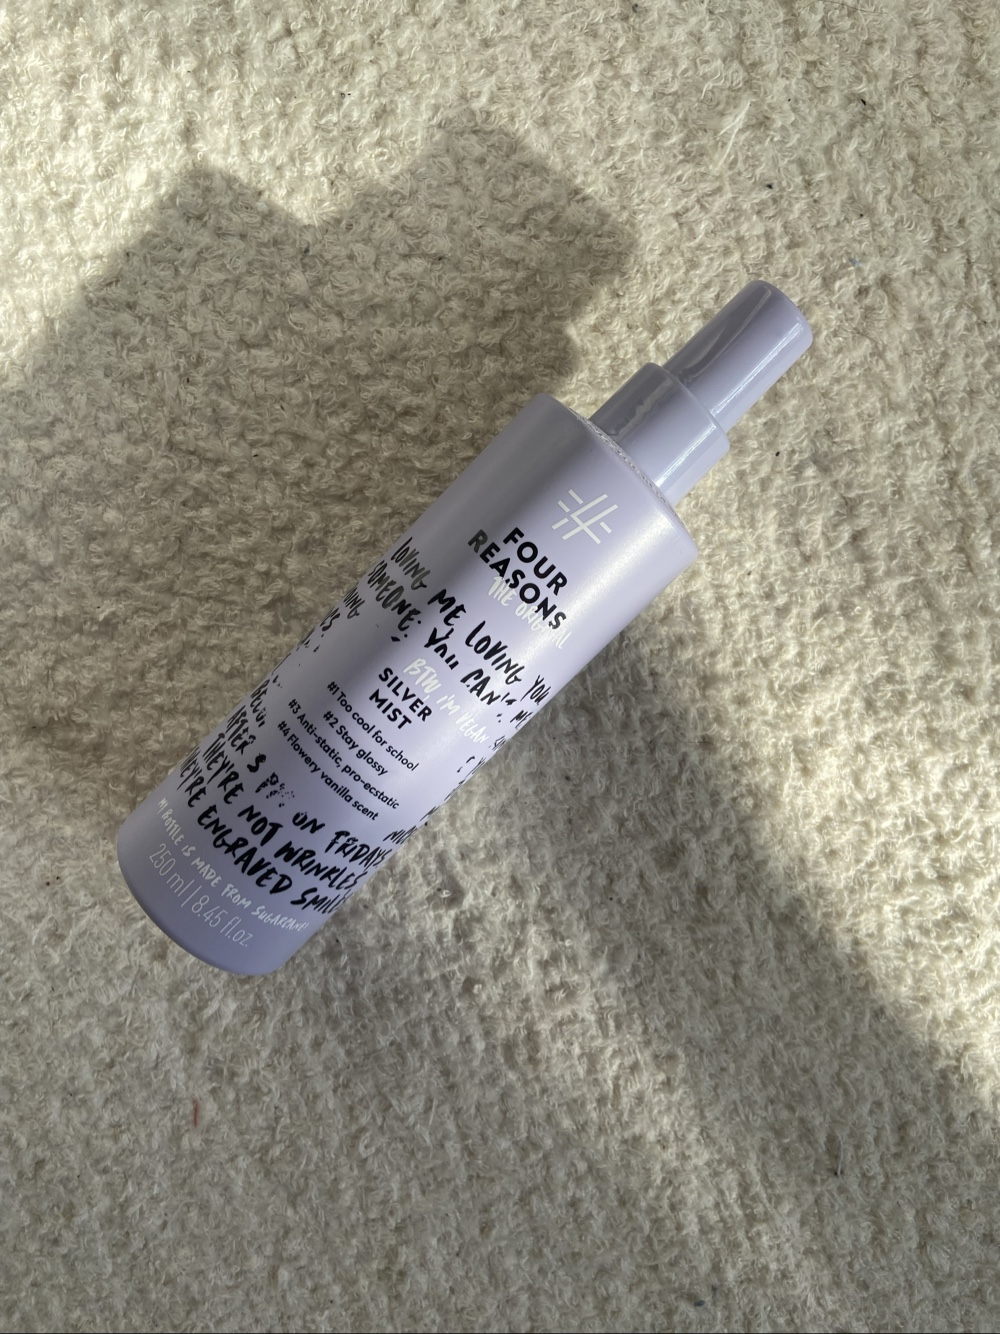 FOUR
REASONS
THE ORIGINAL
LOVING ME LOVING YOU
SOMEONE: YOU CAN'T
BTW I'M VEGAN
SILVER
MIST
#1 Too cool for school
#2 Stay glossy
#3 Anti-static, pro-ecstatic
#4 Flowery vanilla scent
AFTER 3 ON FRIDAYS
THEY'RE NOT WRINKLES
THEY'RE ENGRAVED SMILES
MY BOTTLE IS MADE FROM SUGARCANE!
250 ml | 8.45 fl.oz.